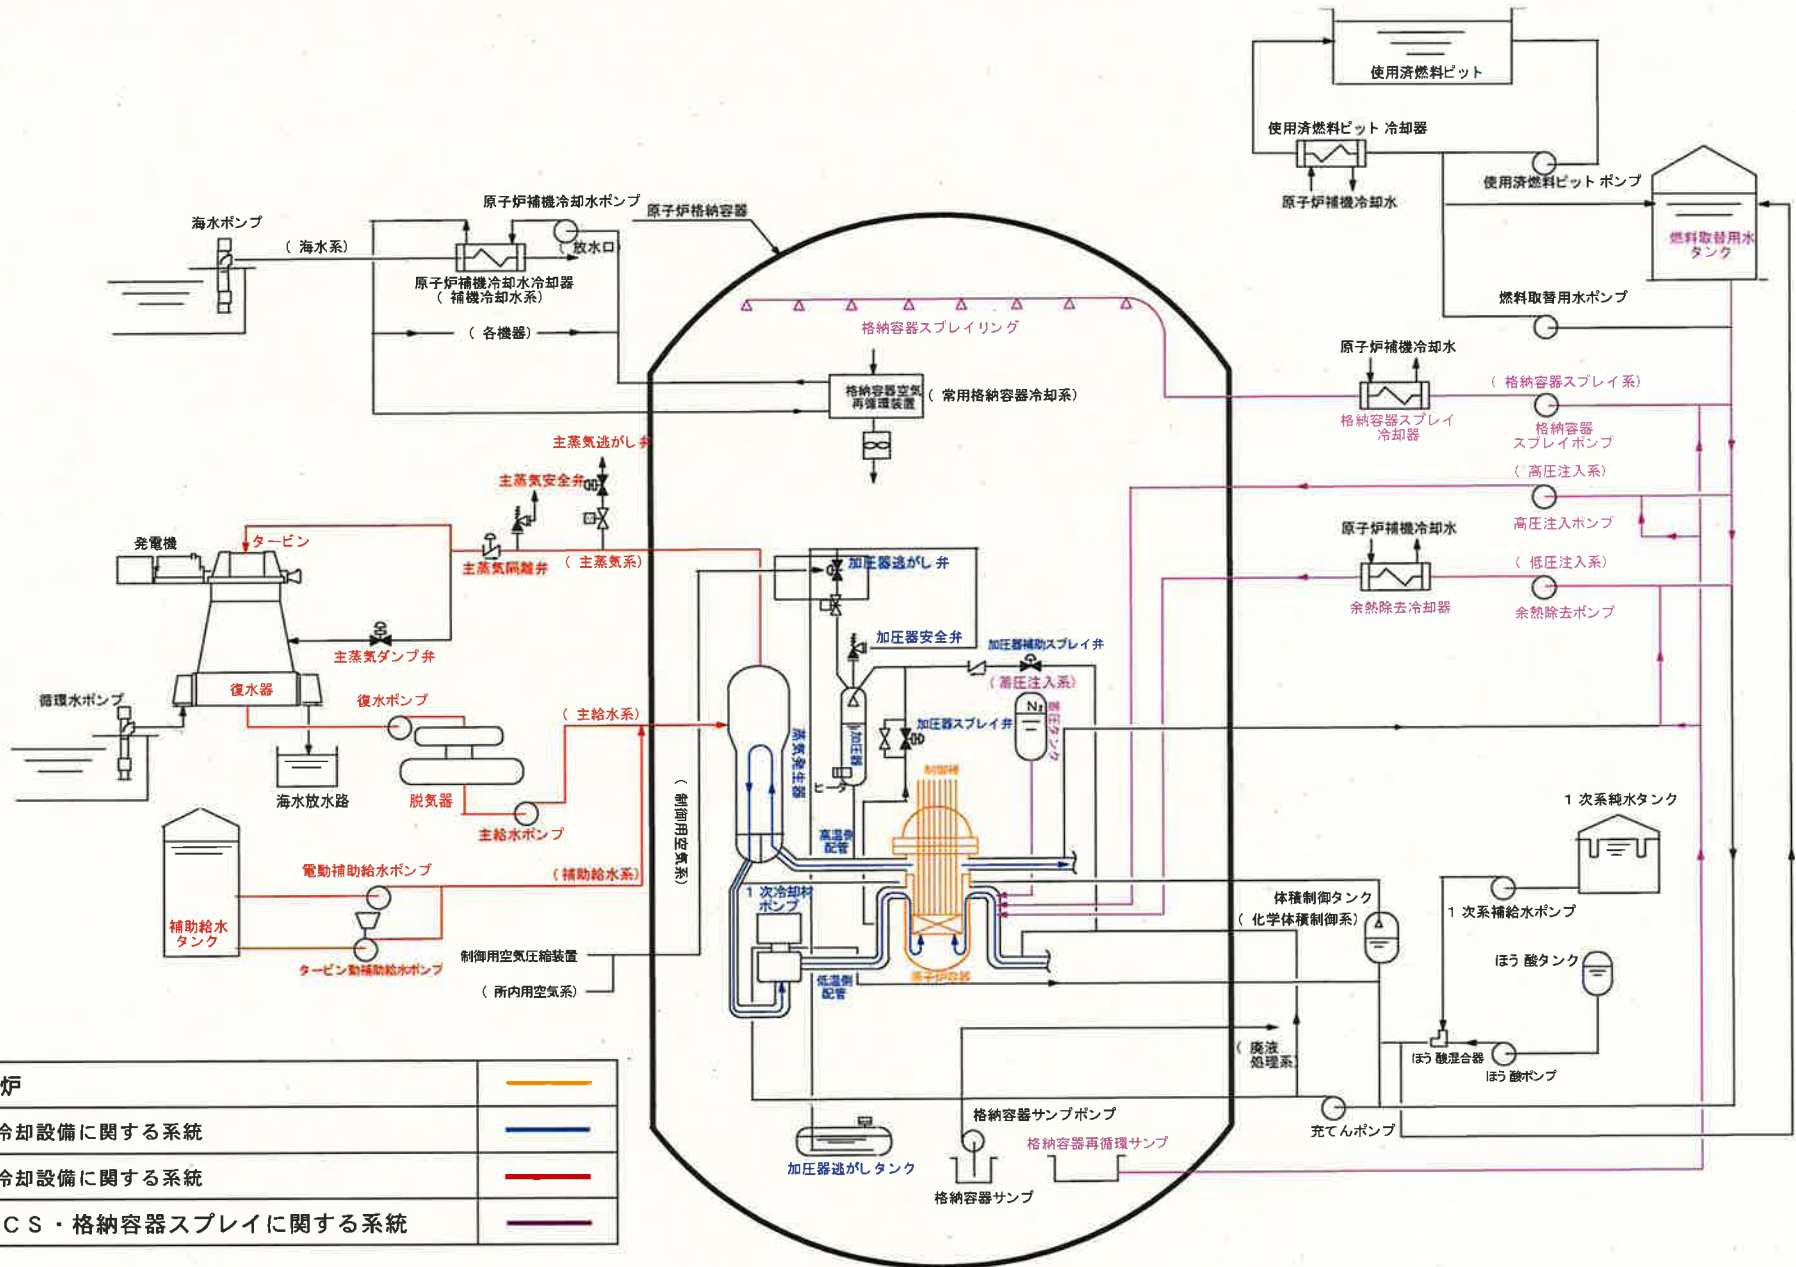 使用済燃料ピット
使用済燃料ピット 冷却器
使用済燃料ピット ポンプ
原子炉補機冷却水
燃料取替用水
タンク
燃料取替用水ポンプ
海水ポンプ
（ 海水系）
原子炉補機冷却水ポンプ
（ 放水口
原子炉補機冷却水冷却器
（ 補機冷却水系）
（ 各機器）
原子炉格納容器
格納容器スプレイリング
格納容器空気
再循環装置
（ 常用格納容器冷却系）
原子炉補機冷却水
（ 格納容器スプレイ系）
格納容器スプレイ
冷却器
格納容器
スプレイポンプ
（ 高圧注入系）
高圧注入ポンプ
原子炉補機冷却水
（ 低圧注入系）
余熱除去冷却器
余熱除去ポンプ
主蒸気逃がし弁
主蒸気安全弁
発電機
タービン
主蒸気隔離弁
（ 主蒸気系）
主蒸気ダンプ弁
復水器
循環水ポンプ
復水ポンプ
（ 主給水系）
海水放水路
脱気器
主給水ポンプ
電動補助給水ポンプ
（補助給水系）
補助給水
タンク
タービン動補助給水ポンプ
制御用空気圧縮装置
（ 所内用空気系）
（ 制御用空気系）
加圧器逃がし弁
加圧器安全弁
加圧器補助スプレイ弁
（蓄圧注入系）
N₂
蓄圧タンク
加圧器スプレイ弁
加圧器
ヒータ
蒸気発生器
制御棒
高温側
配管
1 次冷却材
ポンプ
低温側
配管
原子炉容器
体積制御タンク
（ 化学体積制御系）
1 次系純水タンク
1 次系補給水ポンプ
ほう酸タンク
ほう酸混合器
ほう酸ポンプ
（ 廃液
処理系）
充てんポンプ
格納容器サンプポンプ
格納容器再循環サンプ
加圧器逃がしタンク
格納容器サンプ
炉
冷却設備に関する系統
冷却設備に関する系統
ＣＳ・格納容器スプレイに関する系統